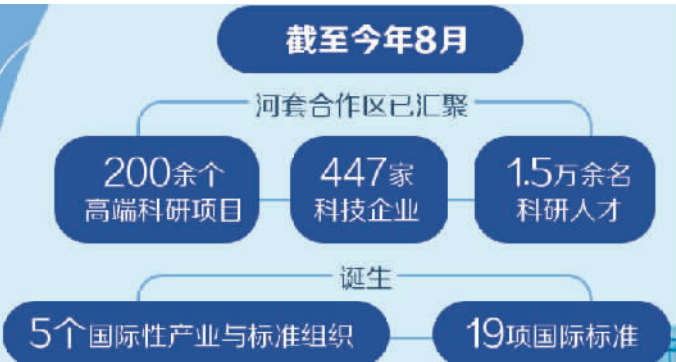 截至今年8月
河套合作区已汇聚
200余个
高端科研项目
447家
科技企业
1.5万余名
科研人才
诞生
5个国际性产业与标准组织
19项国际标准